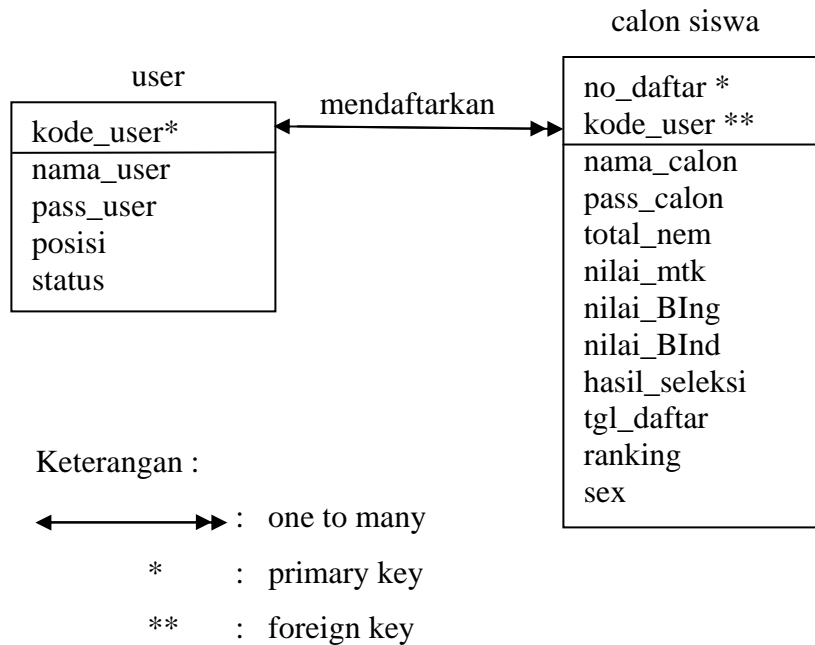 calon siswa
user
mendaftarkan
kode_user*
nama_user
pass_user
posisi
status
no_daftar *
kode_user **
nama_calon
pass_calon
total_nem
nilai_mtk
nilai_BIng
nilai_BInd
hasil_seleksi
tgl_daftar
ranking
sex
Keterangan :
: one to many
* : primary key
** : foreign key